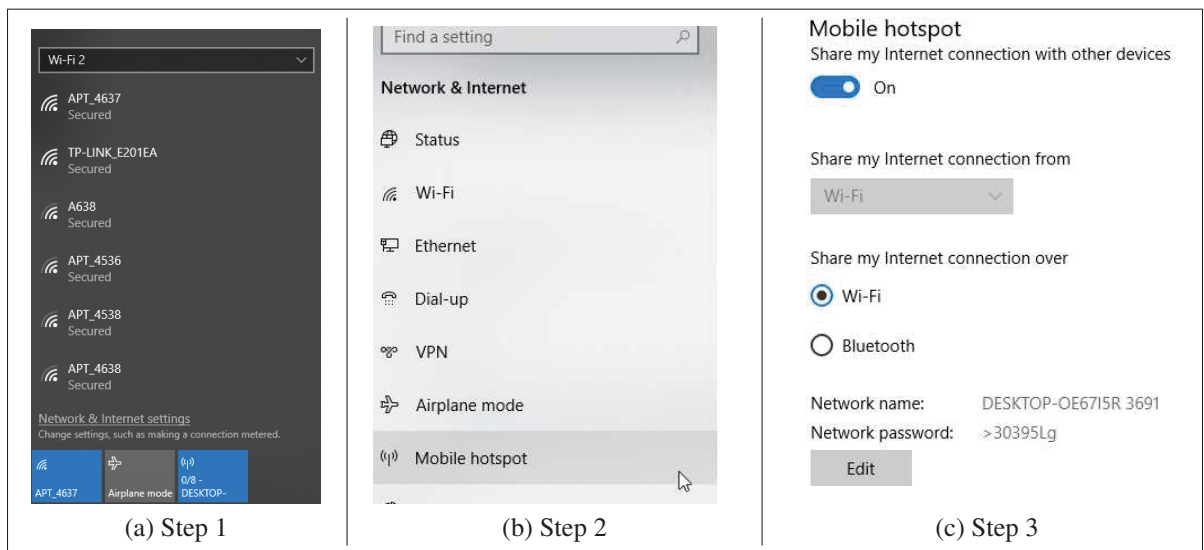 Wi-Fi 2
APT_4637
Secured
TP-LINK_E201EA
Secured
A638
Secured
APT_4536
Secured
APT_4538
Secured
APT_4638
Secured
Network & Internet settings
Change settings, such as making a connection metered.
APT_4637
Airplane mode
0/8 -
DESKTOP-
(a) Step 1
Find a setting
Network & Internet
Status
Wi-Fi
Ethernet
Dial-up
VPN
Airplane mode
Mobile hotspot
(b) Step 2
Mobile hotspot
Share my Internet connection with other devices
On
Share my Internet connection from
Wi-Fi
Share my Internet connection over
Wi-Fi
Bluetooth
Network name: DESKTOP-OE67I5R 3691
Network password: >30395Lg
Edit
(c) Step 3